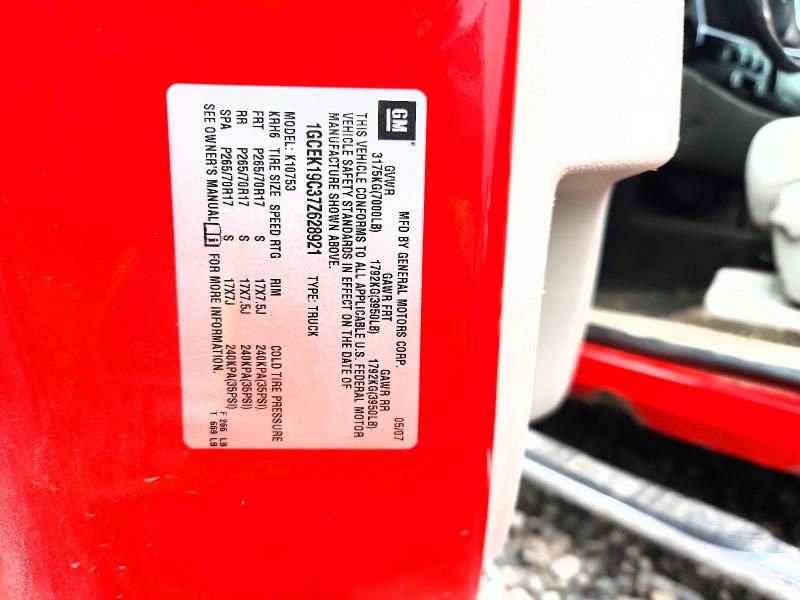 GM
MFD BY GENERAL MOTORS CORP. 05/07
GVWR GAWR FRT GAWR RR
3175KG(7000LB) 1792KG(3950LB) 1792KG(3950LB)
THIS VEHICLE CONFORMS TO ALL APPLICABLE U.S. FEDERAL MOTOR
VEHICLE SAFETY STANDARDS IN EFFECT ON THE DATE OF
MANUFACTURE SHOWN ABOVE.
1GCEK19C37Z628921 TYPE: TRUCK
MODEL: K10753
KRH6 TIRE SIZE SPEED RTG RIM COLD TIRE PRESSURE
FRT P265/70R17 S 17X7.5J 240KPA(35PSI)
RR P265/70R17 S 17X7.5J 240KPA(35PSI)
SPA P265/70R17 S 17X7J 240KPA(35PSI) F 266 LB
SEE OWNER'S MANUAL i FOR MORE INFORMATION. T 669 LB